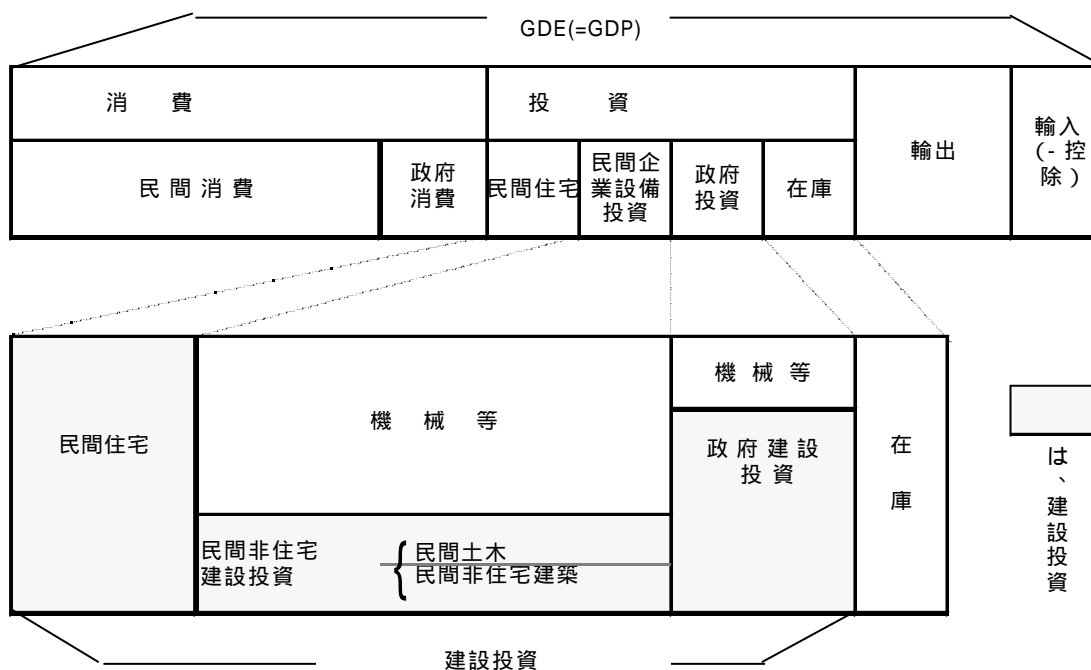 GDE(=GDP)
消 費
投 資
輸出
輸入
(-控
除)
民間消費
政府
消費
民間住宅
民間企
業設備
投資
政府
投資
在庫
民間住宅
機 械 等
機 械 等
政府建設
投資
在
庫
民間非住宅
建設投資
{
民間土木
民間非住宅建築
は、建設投資
建設投資